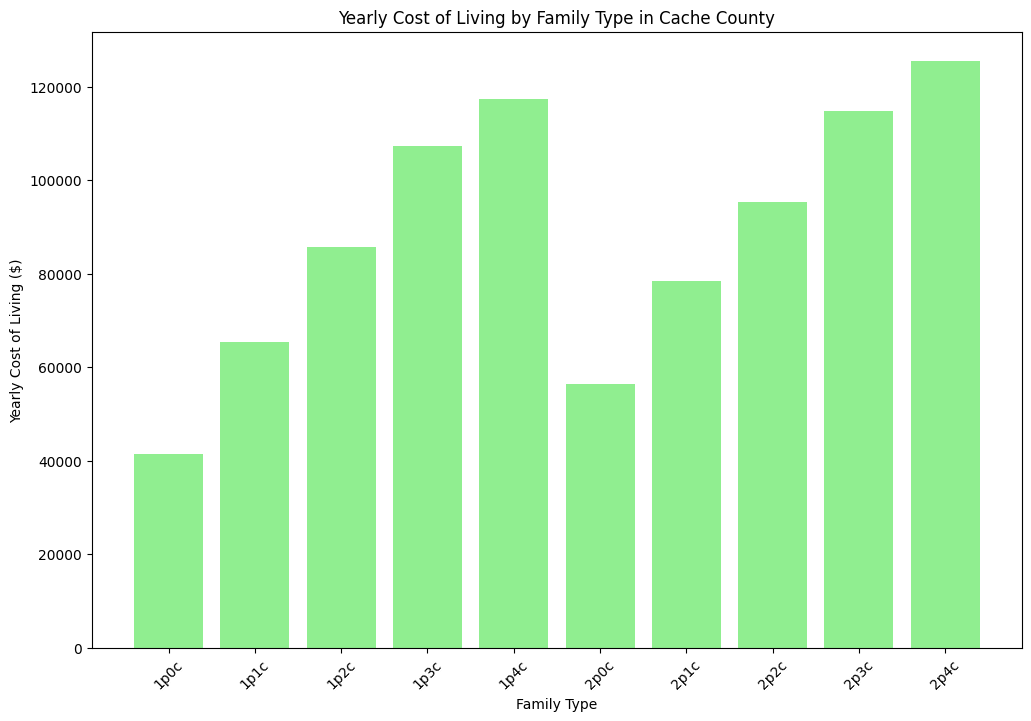 Yearly Cost of Living by Family Type in Cache County
Yearly Cost of Living ($)
120000
100000
80000
60000
40000
20000
0
1p0c
1p1c
1p2c
1p3c
1p4c
2p0c
2p1c
2p2c
2p3c
2p4c
Family Type